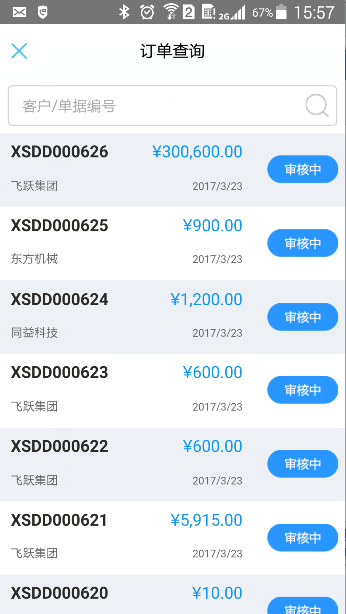 2G 67% 15:57
订单查询
客户/单据编号
XSDD000626 ¥300,600.00
审核中
飞跃集团 2017/3/23
XSDD000625 ¥900.00
审核中
东方机械 2017/3/23
XSDD000624 ¥1,200.00
审核中
同益科技 2017/3/23
XSDD000623 ¥600.00
审核中
飞跃集团 2017/3/23
XSDD000622 ¥600.00
审核中
飞跃集团 2017/3/23
XSDD000621 ¥5,915.00
审核中
飞跃集团 2017/3/23
XSDD000620 ¥10.00
审核中